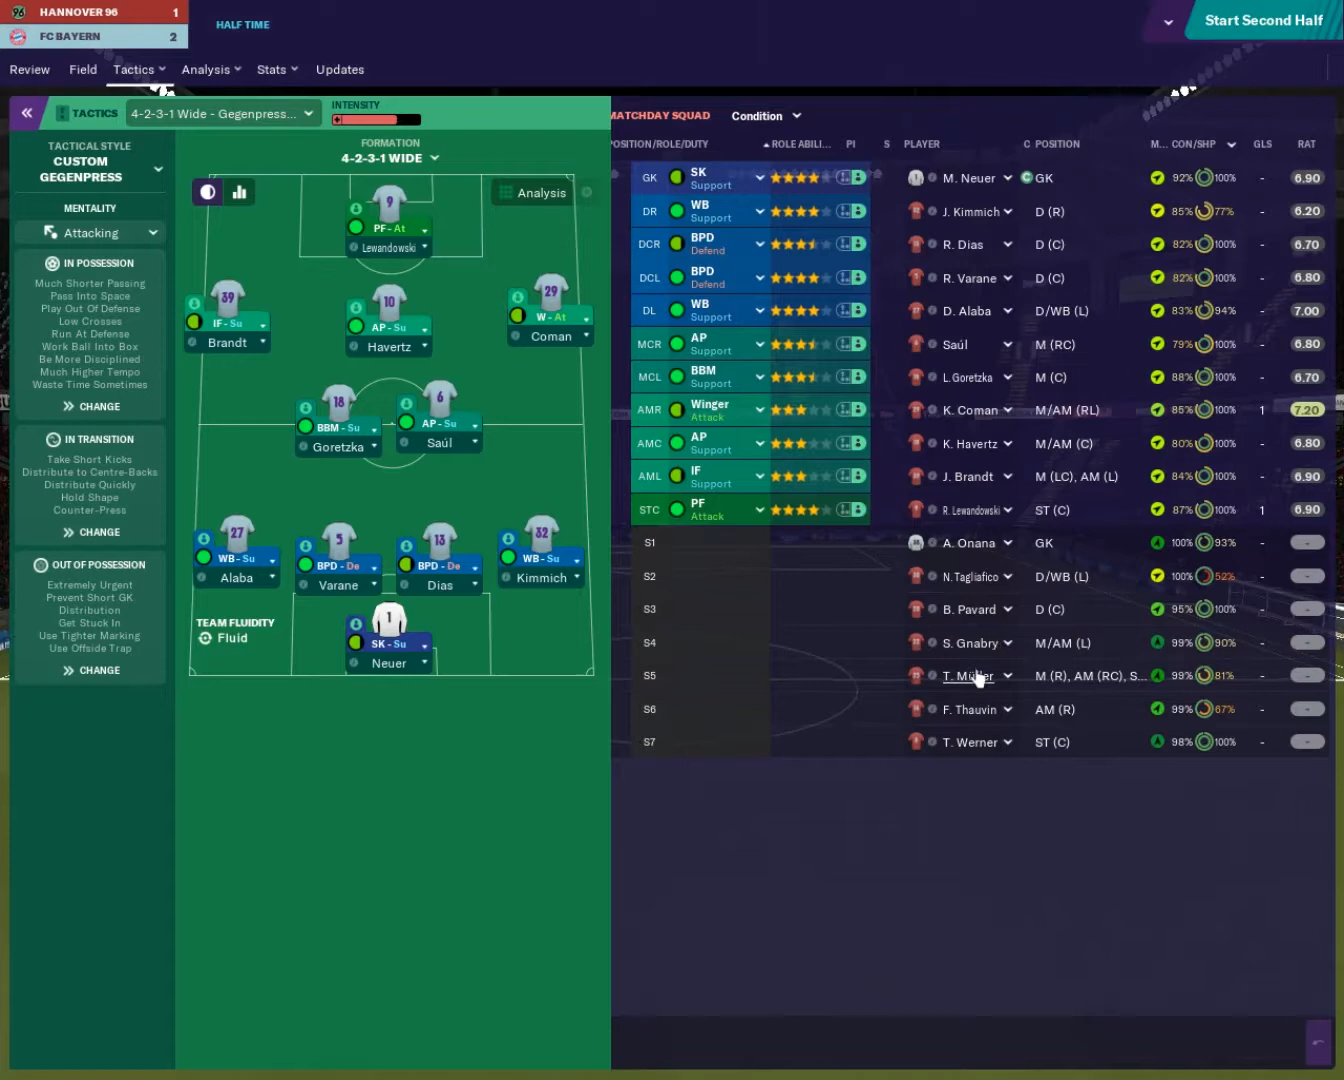 HANNOVER 96 1
FC BAYERN 2
HALF TIME
Start Second Half
Review Field Tactics Analysis Stats Updates
TACTICS 4-2-3-1 Wide - Gegenpress... INTENSITY
TACTICAL STYLE
CUSTOM
GEGENPRESS
MENTALITY
Attacking
IN POSSESSION
Much Shorter Passing
Pass Into Space
Play Out Of Defense
Low Crosses
Run At Defense
Work Ball Into Box
Be More Disciplined
Much Higher Tempo
Waste Time Sometimes
CHANGE
IN TRANSITION
Take Short Kicks
Distribute to Centre-Backs
Distribute Quickly
Hold Shape
Counter-Press
CHANGE
OUT OF POSSESSION
Extremely Urgent
Prevent Short GK
Distribution
Get Stuck In
Use Tighter Marking
Use Offside Trap
CHANGE
FORMATION
4-2-3-1 WIDE
Analysis
9
PF - At
Lewandowski
39
IF - Su
Brandt
10
AP - Su
Havertz
29
W - At
Coman
18
BBM - Su
Goretzka
6
AP - Su
Saúl
27
WB - Su
Alaba
5
BPD - De
Varane
13
BPD - De
Dias
32
WB - Su
Kimmich
1
SK - Su
Neuer
TEAM FLUIDITY
Fluid
MATCHDAY SQUAD Condition
POSITION/ROLE/DUTY ROLE ABILI... PI S PLAYER C POSITION M... CON/SHP GLS RAT
GK SK Support M. Neuer C GK 92% 100% - 6.90
DR WB Support J. Kimmich D (R) 85% 77% - 6.20
DCR BPD Defend R. Dias D (C) 82% 100% - 6.70
DCL BPD Defend R. Varane D (C) 82% 100% - 6.80
DL WB Support D. Alaba D/WB (L) 83% 94% - 7.00
MCR AP Support Saúl M (RC) 79% 100% - 6.80
MCL BBM Support L. Goretzka M (C) 88% 100% - 6.70
AMR Winger Attack K. Coman M/AM (RL) 85% 100% 1 7.20
AMC AP Support K. Havertz M/AM (C) 80% 100% - 6.80
AML IF Support J. Brandt M (LC), AM (L) 84% 100% - 6.90
STC PF Attack R. Lewandowski ST (C) 87% 100% 1 6.90
S1 A. Onana GK 100% 93% - -
S2 N. Tagliafico D/WB (L) 100% 52% - -
S3 B. Pavard D (C) 95% 100% - -
S4 S. Gnabry M/AM (L) 99% 90% - -
S5 T. Müller M (R), AM (RC), S... 99% 81% - -
S6 F. Thauvin AM (R) 99% 67% - -
S7 T. Werner ST (C) 98% 100% - -